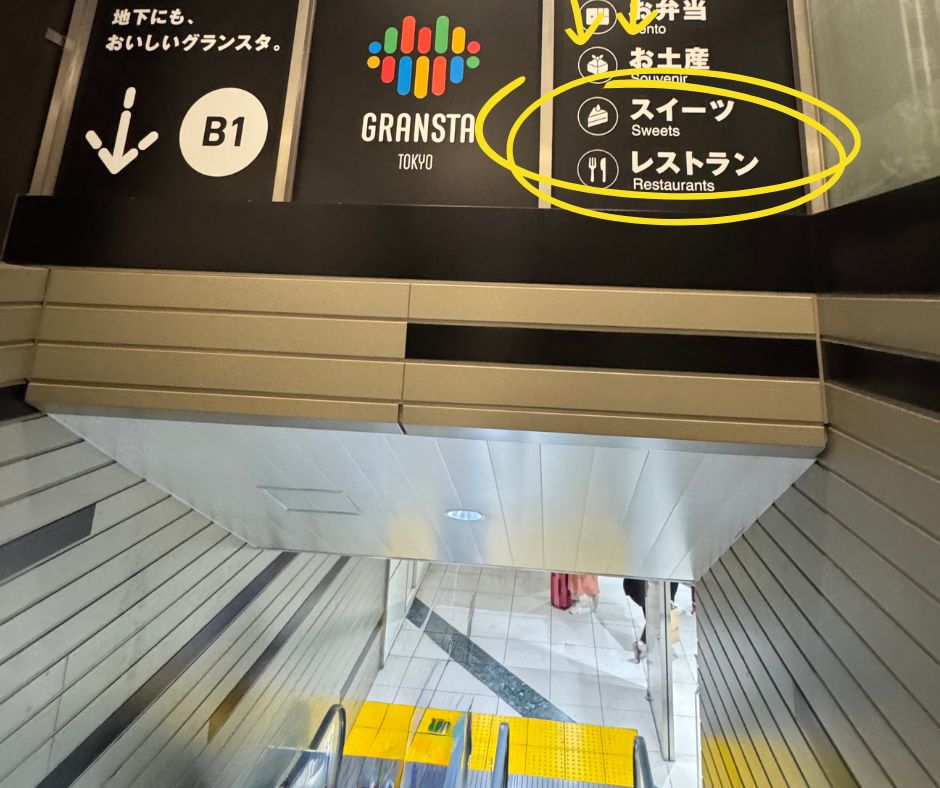 地下にも、
おいしいグランスタ。
B1
GRANSTA
TOKYO
お弁当
お土産
Souvenir
スイーツ
Sweets
レストラン
Restaurants